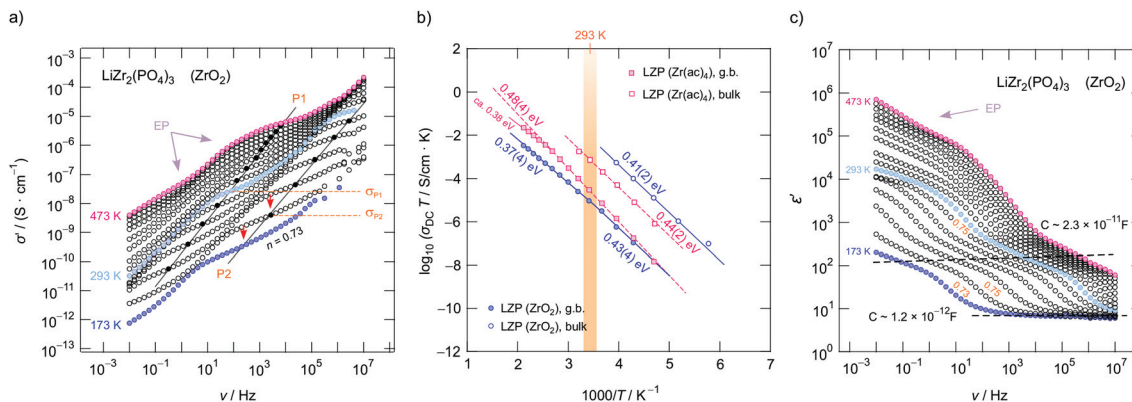 a)
LiZr₂(PO₄)₃ (ZrO₂)
P1
EP
σP1
σP2
473 K
n = 0.73
P2
293 K
173 K
10⁻³
10⁻⁴
10⁻⁵
10⁻⁶
10⁻⁷
10⁻⁸
10⁻⁹
10⁻¹⁰
10⁻¹¹
10⁻¹²
10⁻¹³
σ' / (S · cm⁻¹)
10⁻³ 10⁻¹ 10¹ 10³ 10⁵ 10⁷
ν / Hz
b)
293 K
LZP (Zr(ac)₄), g.b.
LZP (Zr(ac)₄), bulk
0.48(4) eV
ca. 0.38 eV
0.37(4) eV
0.41(2) eV
0.44(2) eV
0.43(4) eV
LZP (ZrO₂), g.b.
LZP (ZrO₂), bulk
2
0
−2
−4
−6
−8
−10
−12
log₁₀ (σDC T / S/cm · K)
1 2 3 4 5 6 7
1000/T / K⁻¹
c)
LiZr₂(PO₄)₃ (ZrO₂)
473 K
EP
293 K
C ~ 2.3 × 10⁻¹¹F
0.75
173 K
0.73
0.75
C ~ 1.2 × 10⁻¹²F
10⁷
10⁶
10⁵
10⁴
10³
10²
10¹
10⁰
ε'
10⁻³ 10⁻¹ 10¹ 10³ 10⁵ 10⁷
ν / Hz